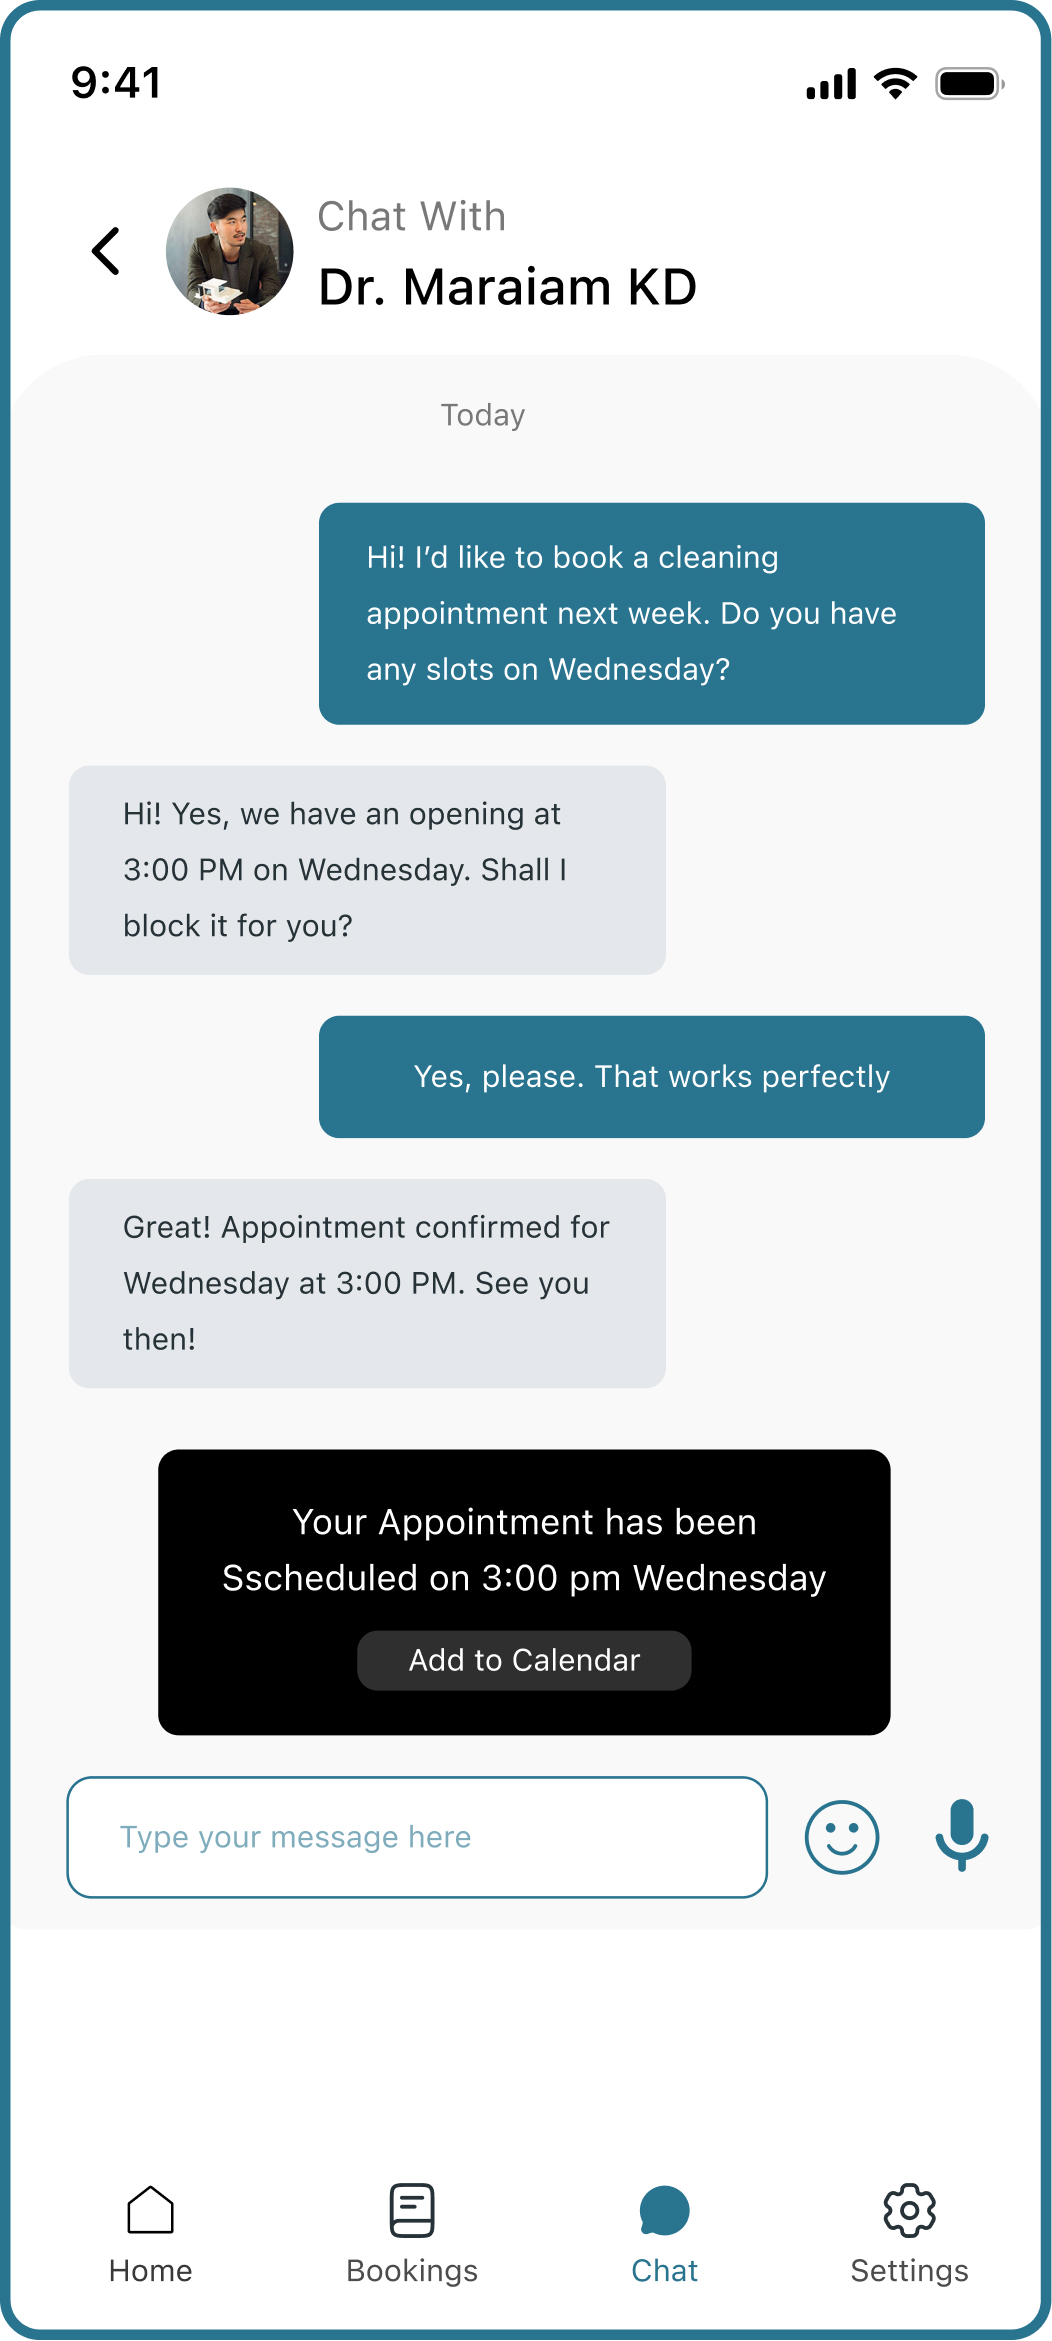 9:41
Chat With
Dr. Maraiam KD
Today
Hi! I’d like to book a cleaning
appointment next week. Do you have
any slots on Wednesday?
Hi! Yes, we have an opening at
3:00 PM on Wednesday. Shall I
block it for you?
Yes, please. That works perfectly
Great! Appointment confirmed for
Wednesday at 3:00 PM. See you
then!
Your Appointment has been
Sscheduled on 3:00 pm Wednesday
Add to Calendar
Type your message here
Home
Bookings
Chat
Settings